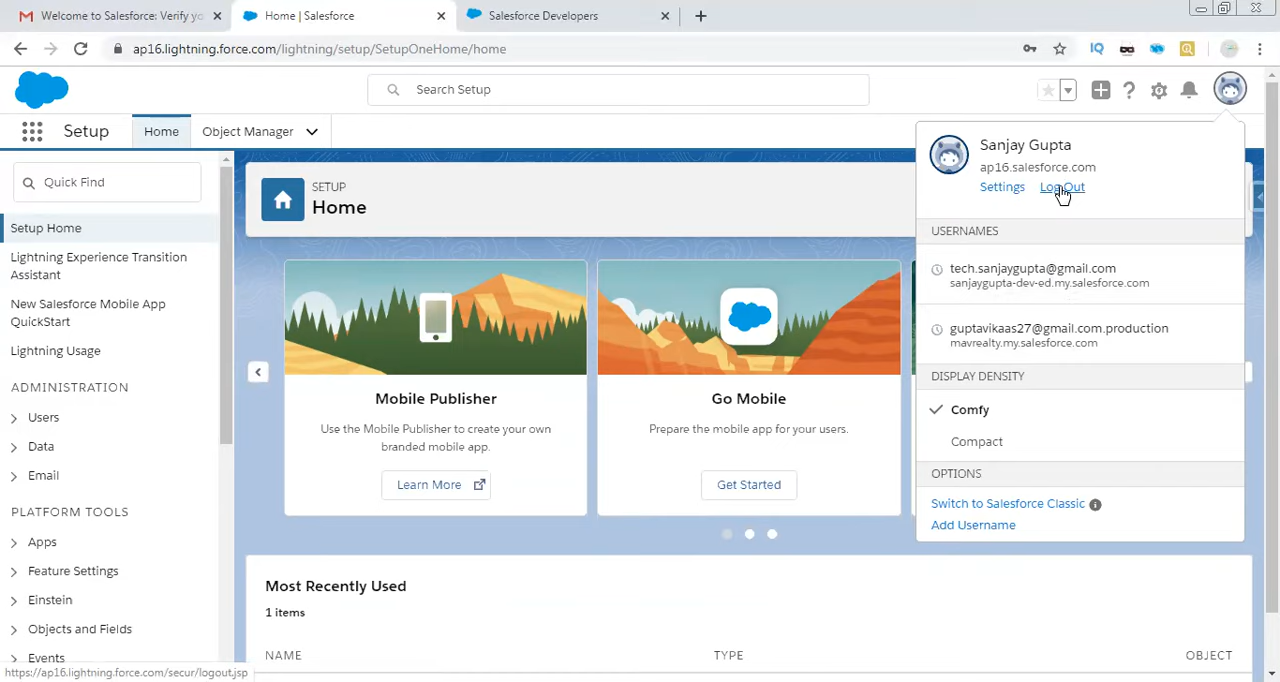 Welcome to Salesforce: Verify yo
Home | Salesforce
Salesforce Developers
ap16.lightning.force.com/lightning/setup/SetupOneHome/home
IQ
Search Setup
Setup
Home
Object Manager
Sanjay Gupta
ap16.salesforce.com
Settings
Log Out
Quick Find
SETUP
Home
Setup Home
USERNAMES
Lightning Experience Transition
Assistant
tech.sanjaygupta@gmail.com
sanjaygupta-dev-ed.my.salesforce.com
New Salesforce Mobile App
QuickStart
guptavikaas27@gmail.com.production
mavrealty.my.salesforce.com
Lightning Usage
DISPLAY DENSITY
ADMINISTRATION
Mobile Publisher
Go Mobile
Comfy
Users
Use the Mobile Publisher to create your own
branded mobile app.
Prepare the mobile app for your users.
Compact
Data
Email
OPTIONS
Learn More
Get Started
Switch to Salesforce Classic
Add Username
PLATFORM TOOLS
Apps
Feature Settings
Most Recently Used
Einstein
1 items
Objects and Fields
NAME
TYPE
OBJECT
Events
https://ap16.lightning.force.com/secur/logout.jsp